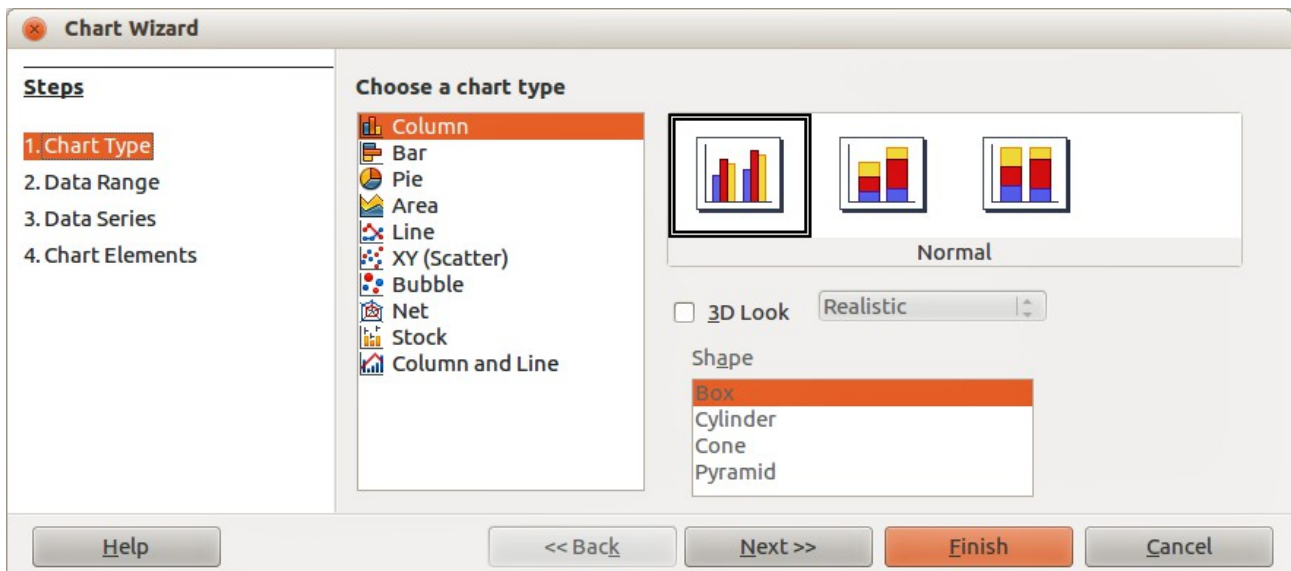 Chart Wizard
Steps
1. Chart Type
2. Data Range
3. Data Series
4. Chart Elements
Choose a chart type
Column
Bar
Pie
Area
Line
XY (Scatter)
Bubble
Net
Stock
Column and Line
Normal
3D Look
Realistic
Shape
Box
Cylinder
Cone
Pyramid
Help
<< Back
Next >>
Finish
Cancel